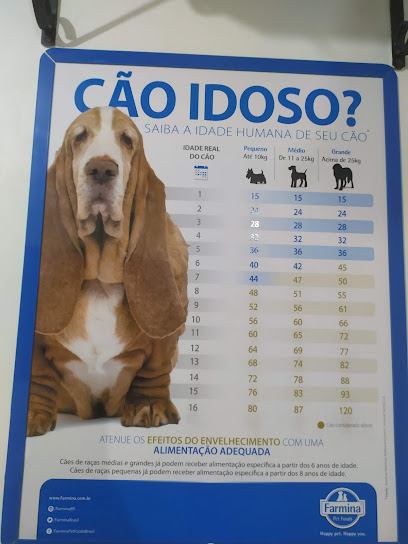 CÃO IDOSO?
SAIBA A IDADE HUMANA DE SEU CÃO*
IDADE REAL DO CÃO Pequeno Até 10kg Médio De 11 a 25kg Grande Acima de 25kg
1 15 15 15
2 24 24 24
3 28 28 28
4 32 32 32
5 36 36 36
6 40 42 45
7 44 47 50
8 48 51 55
9 52 56 61
10 56 60 66
11 60 65 72
12 64 69 77
13 68 74 82
14 72 78 88
15 76 83 93
16 80 87 120
Cão considerado idoso
ATENUE OS EFEITOS DO ENVELHECIMENTO COM UMA
ALIMENTAÇÃO ADEQUADA
Cães de raças médias e grandes já podem receber alimentação específica a partir dos 6 anos de idade.
Cães de raças pequenas já podem receber alimentação específica a partir dos 8 anos de idade.
www.farmina.com.br
/farminaBR
/farminabrasil
Farmina
Pet Foods
Happy pet. Happy you.